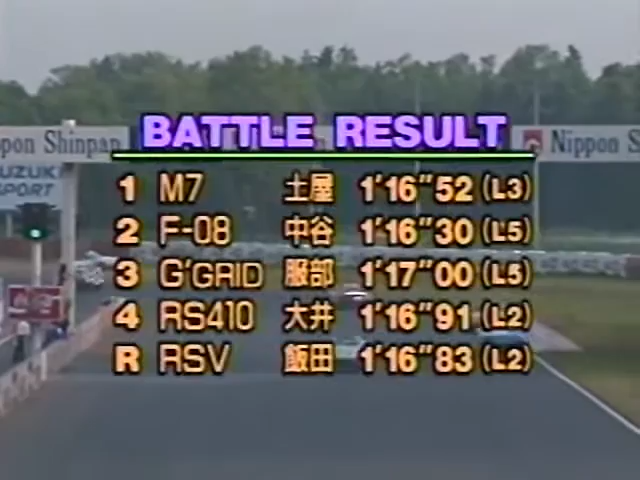 BATTLE RESULT
pon Shinpan
Nippon S
UZUKI
SPORT
1 M7 土屋 1'16"52 (L3)
2 F-08 中谷 1'16"30 (L5)
3 G'GRID 服部 1'17"00 (L5)
4 RS410 大井 1'16"91 (L2)
R RSV 飯田 1'16"83 (L2)